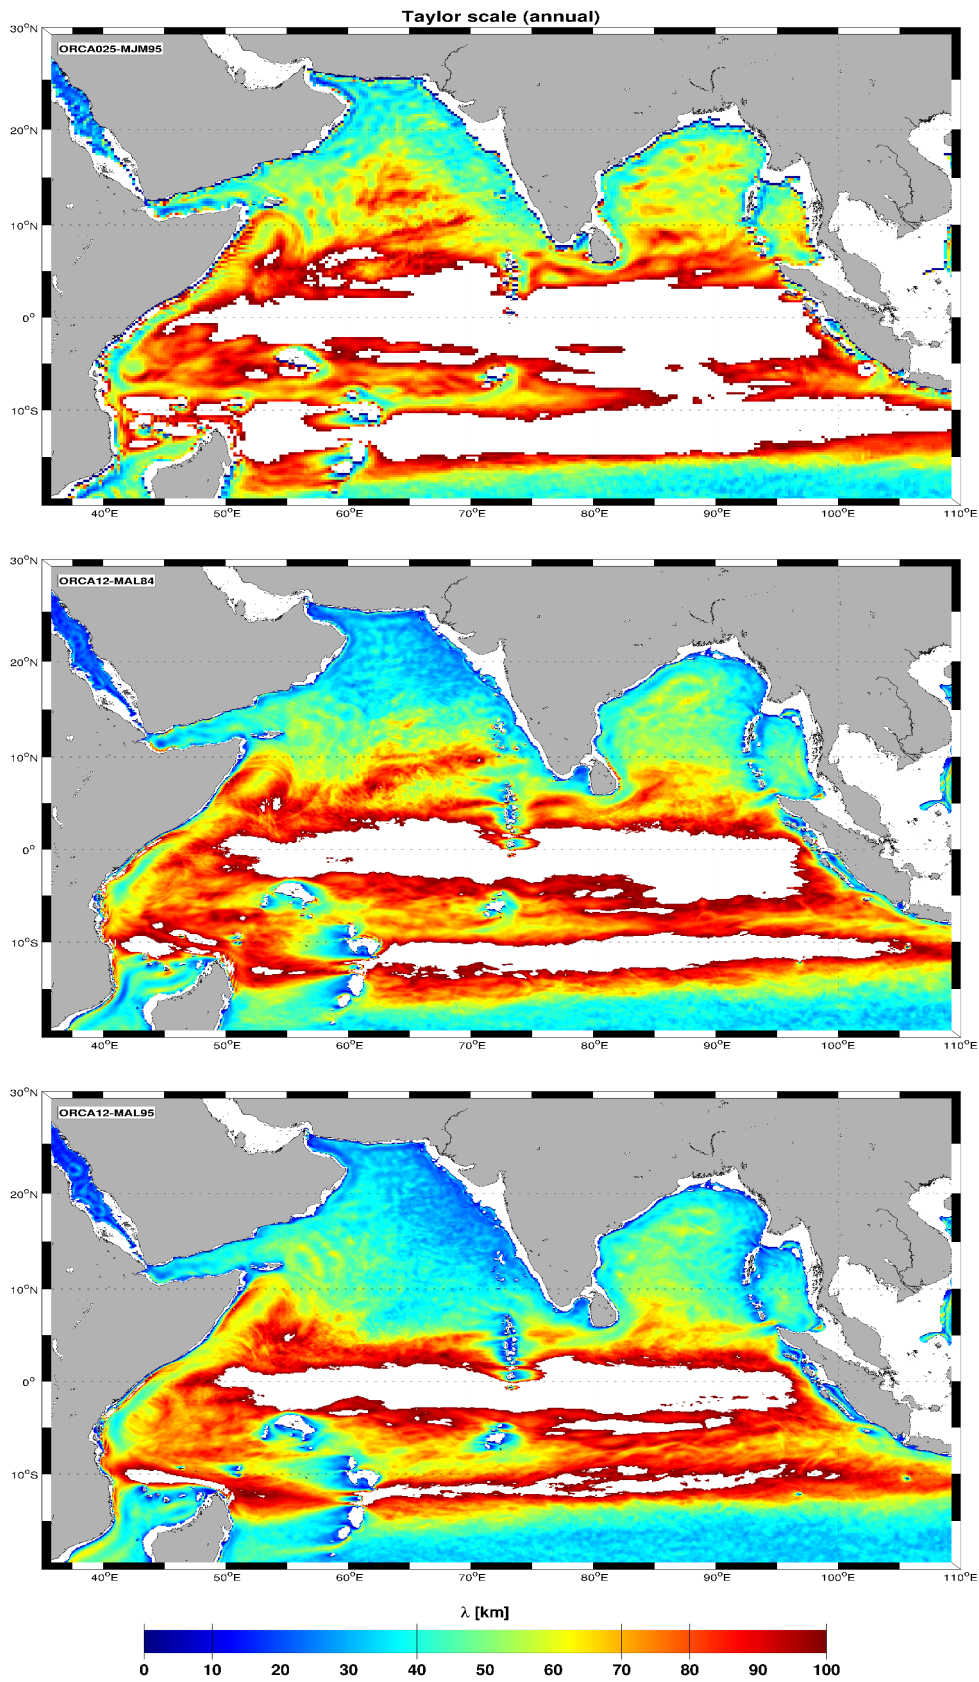 Taylor scale (annual)
30°N
ORCA025-MJM95
20°N
10°N
0°
10°S
40°E 50°E 60°E 70°E 80°E 90°E 100°E 110°E
30°N
ORCA12-MAL84
20°N
10°N
0°
10°S
40°E 50°E 60°E 70°E 80°E 90°E 100°E 110°E
30°N
ORCA12-MAL95
20°N
10°N
0°
10°S
40°E 50°E 60°E 70°E 80°E 90°E 100°E 110°E
λ [km]
0 10 20 30 40 50 60 70 80 90 100